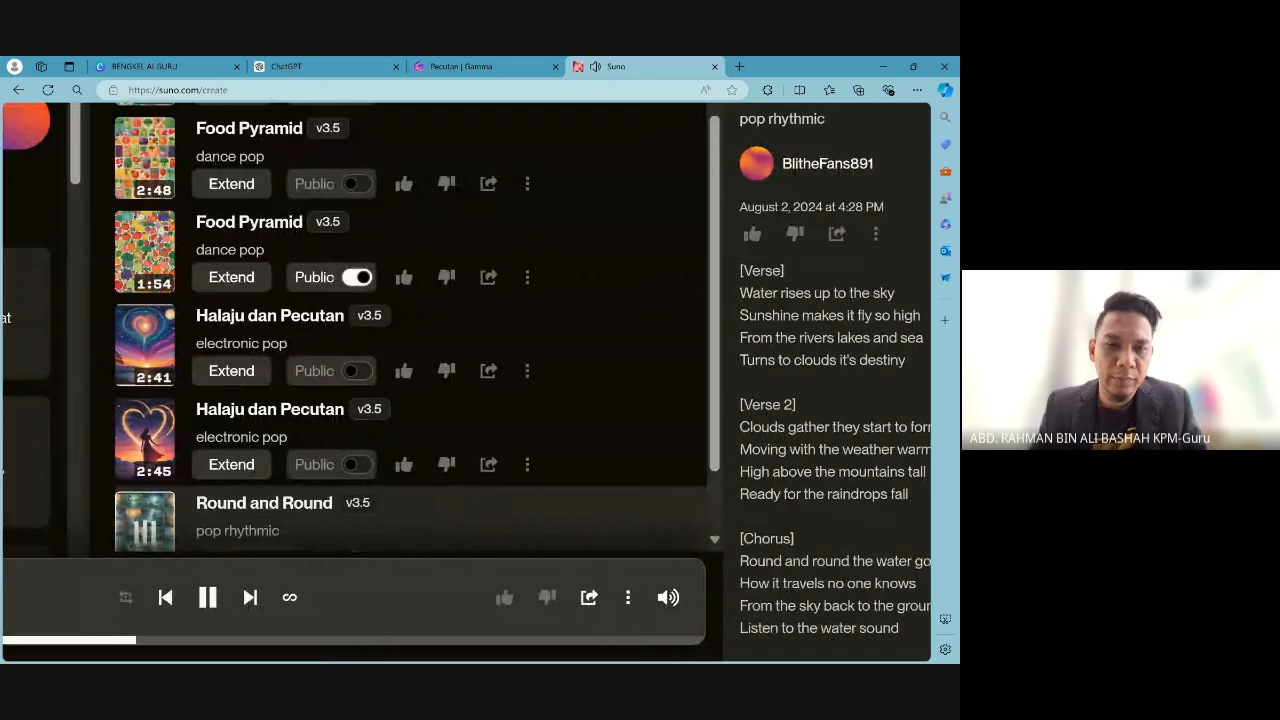 BENGKEL AI GURU
ChatGPT
Pecutan | Gamma
Suno
https://suno.com/create
Food Pyramid v3.5
dance pop
Extend Public
2:48
Food Pyramid v3.5
dance pop
Extend Public
1:54
Halaju dan Pecutan v3.5
electronic pop
Extend Public
2:41
Halaju dan Pecutan v3.5
electronic pop
Extend Public
2:45
Round and Round v3.5
pop rhythmic
at
pop rhythmic
BlitheFans891
August 2, 2024 at 4:28 PM
[Verse]
Water rises up to the sky
Sunshine makes it fly so high
From the rivers lakes and sea
Turns to clouds it's destiny
[Verse 2]
Clouds gather they start to for
Moving with the weather warm
High above the mountains tall
Ready for the raindrops fall
[Chorus]
Round and round the water go
How it travels no one knows
From the sky back to the grour
Listen to the water sound
ABD. RAHMAN BIN ALI BASHAH KPM-Guru